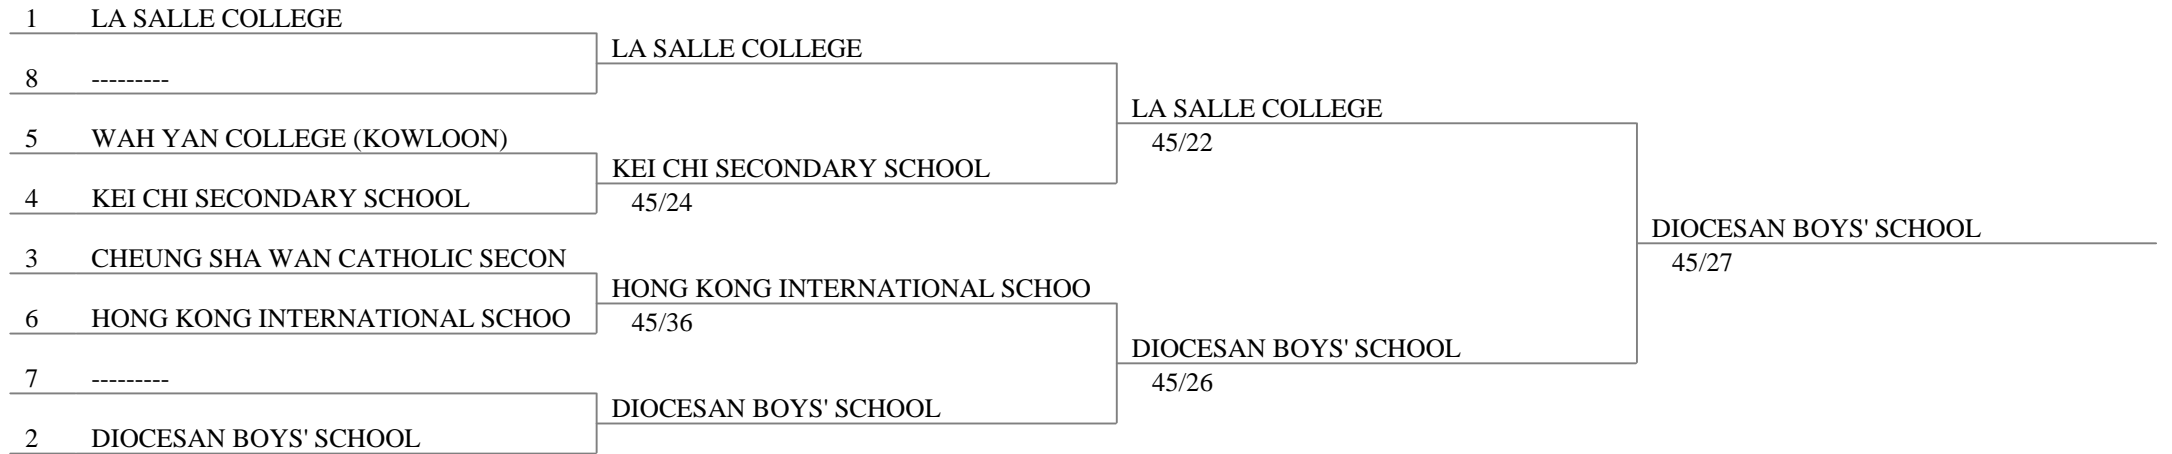 1 LA SALLE COLLEGE
LA SALLE COLLEGE
8 ---------
LA SALLE COLLEGE
5 WAH YAN COLLEGE (KOWLOON)
45/22
KEI CHI SECONDARY SCHOOL
4 KEI CHI SECONDARY SCHOOL
45/24
DIOCESAN BOYS' SCHOOL
3 CHEUNG SHA WAN CATHOLIC SECON
45/27
HONG KONG INTERNATIONAL SCHOO
6 HONG KONG INTERNATIONAL SCHOO
45/36
DIOCESAN BOYS' SCHOOL
7 ---------
45/26
DIOCESAN BOYS' SCHOOL
2 DIOCESAN BOYS' SCHOOL